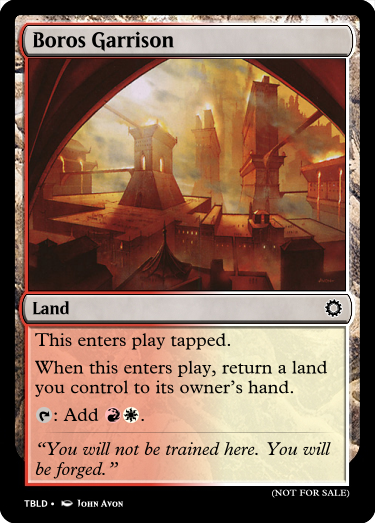 Boros Garrison
Land
This enters play tapped.
When this enters play, return a land
you control to its owner's hand.
: Add .
“You will not be trained here. You will
be forged.”
(NOT FOR SALE)
TBLD • John Avon